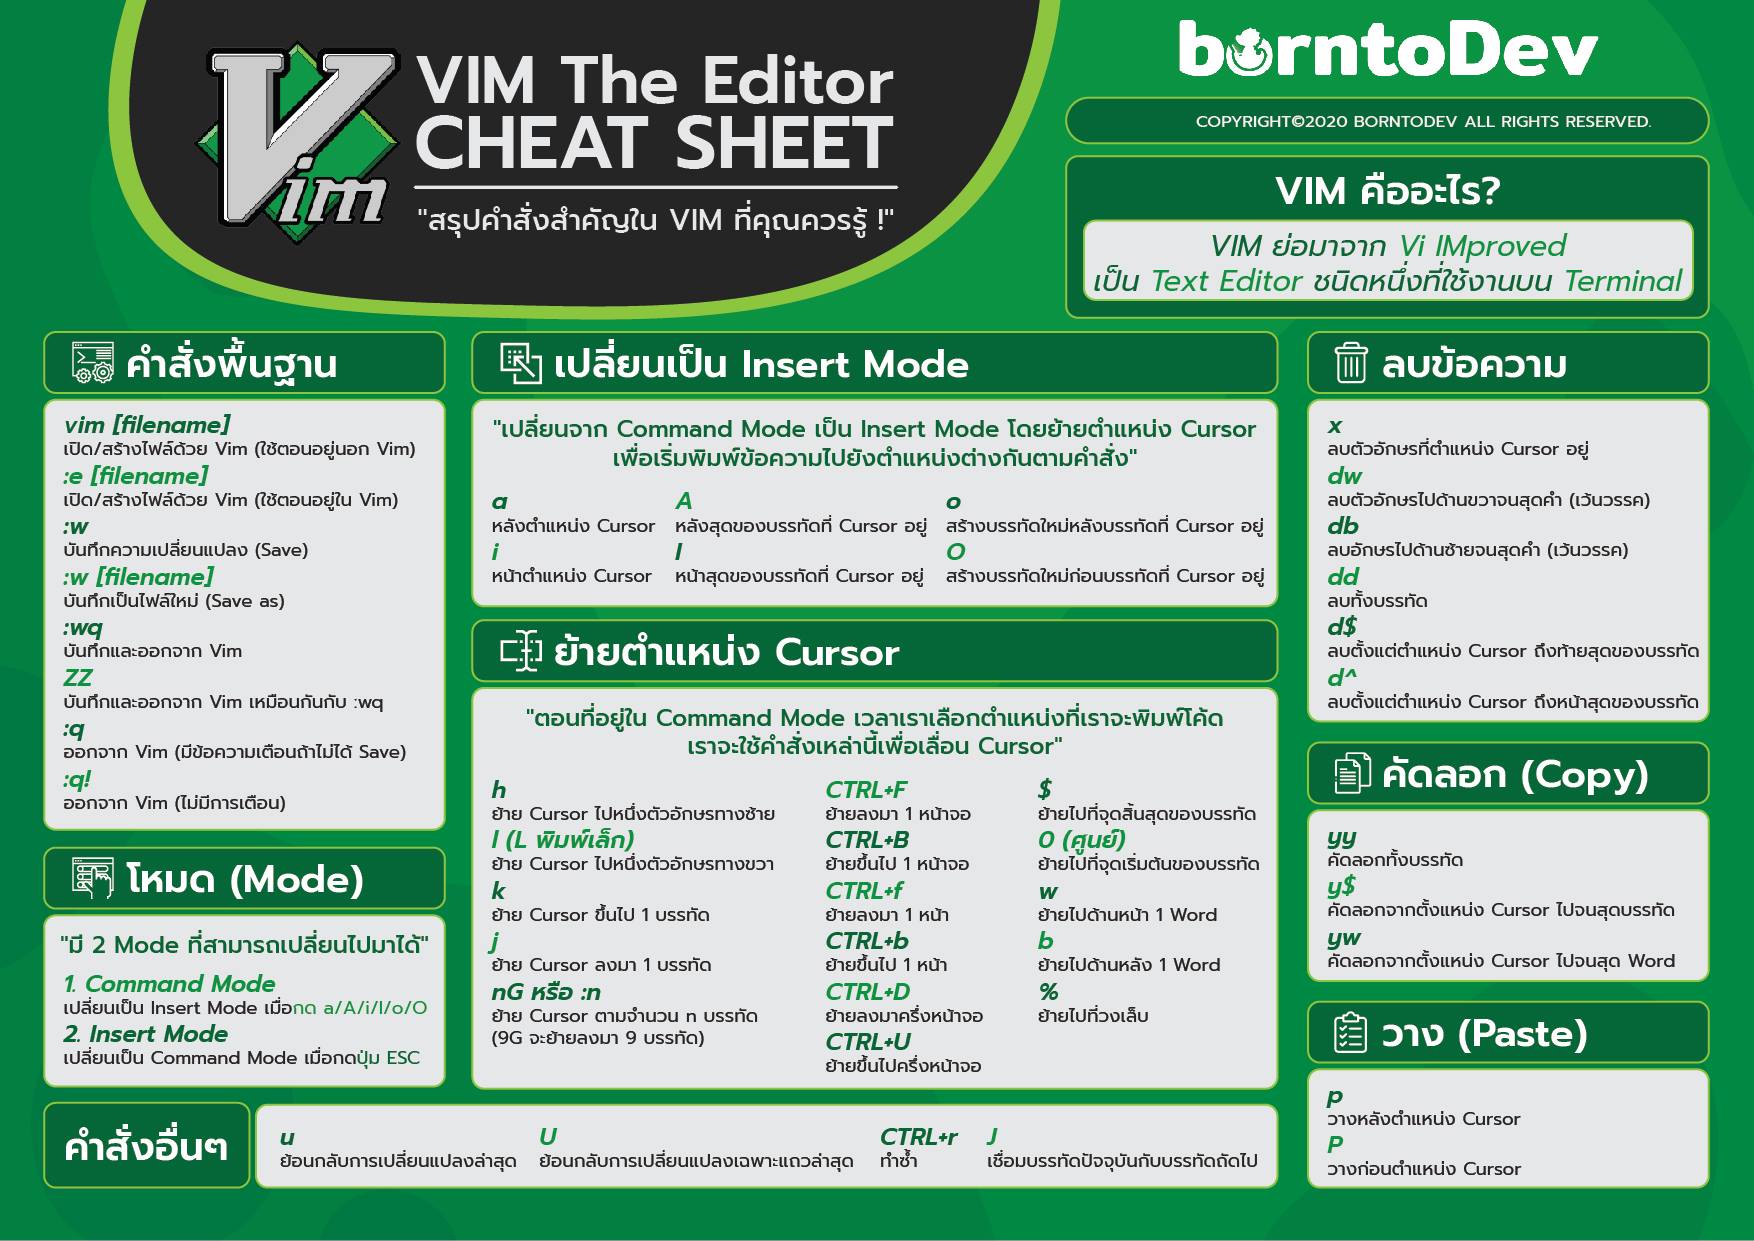 Vim
VIM The Editor
CHEAT SHEET
"สรุปคำสั่งสำคัญใน VIM ที่คุณควรรู้ !"
borntoDev
COPYRIGHT©2020 BORNTODEV ALL RIGHTS RESERVED.
VIM คืออะไร?
VIM ย่อมาจาก Vi IMproved
เป็น Text Editor ชนิดหนึ่งที่ใช้งานบน Terminal
คำสั่งพื้นฐาน
vim [filename]
เปิด/สร้างไฟล์ด้วย Vim (ใช้ตอนอยู่นอก Vim)
:e [filename]
เปิด/สร้างไฟล์ด้วย Vim (ใช้ตอนอยู่ใน Vim)
:w
บันทึกความเปลี่ยนแปลง (Save)
:w [filename]
บันทึกเป็นไฟล์ใหม่ (Save as)
:wq
บันทึกและออกจาก Vim
ZZ
บันทึกและออกจาก Vim เหมือนกันกับ :wq
:q
ออกจาก Vim (มีข้อความเตือนถ้าไม่ได้ Save)
:q!
ออกจาก Vim (ไม่มีการเตือน)
โหมด (Mode)
"มี 2 Mode ที่สามารถเปลี่ยนไปมาได้"
1. Command Mode
เปลี่ยนเป็น Insert Mode เมื่อกด a/A/i/I/o/O
2. Insert Mode
เปลี่ยนเป็น Command Mode เมื่อกดปุ่ม ESC
เปลี่ยนเป็น Insert Mode
"เปลี่ยนจาก Command Mode เป็น Insert Mode โดยย้ายตำแหน่ง Cursor
เพื่อเริ่มพิมพ์ข้อความไปยังตำแหน่งต่างกันตามคำสั่ง"
a
หลังตำแหน่ง Cursor
i
หน้าตำแหน่ง Cursor
A
หลังสุดของบรรทัดที่ Cursor อยู่
I
หน้าสุดของบรรทัดที่ Cursor อยู่
o
สร้างบรรทัดใหม่หลังบรรทัดที่ Cursor อยู่
O
สร้างบรรทัดใหม่ก่อนบรรทัดที่ Cursor อยู่
ย้ายตำแหน่ง Cursor
"ตอนที่อยู่ใน Command Mode เวลาเราเลือกตำแหน่งที่เราจะพิมพ์โค้ด
เราจะใช้คำสั่งเหล่านี้เพื่อเลื่อน Cursor"
h
ย้าย Cursor ไปหนึ่งตัวอักษรทางซ้าย
l (L พิมพ์เล็ก)
ย้าย Cursor ไปหนึ่งตัวอักษรทางขวา
k
ย้าย Cursor ขึ้นไป 1 บรรทัด
j
ย้าย Cursor ลงมา 1 บรรทัด
nG หรือ :n
ย้าย Cursor ตามจำนวน n บรรทัด
(9G จะย้ายลงมา 9 บรรทัด)
CTRL+F
ย้ายลงมา 1 หน้าจอ
CTRL+B
ย้ายขึ้นไป 1 หน้าจอ
CTRL+f
ย้ายลงมา 1 หน้า
CTRL+b
ย้ายขึ้นไป 1 หน้า
CTRL+D
ย้ายลงมาครึ่งหน้าจอ
CTRL+U
ย้ายขึ้นไปครึ่งหน้าจอ
$
ย้ายไปที่จุดสิ้นสุดของบรรทัด
0 (ศูนย์)
ย้ายไปที่จุดเริ่มต้นของบรรทัด
w
ย้ายไปด้านหน้า 1 Word
b
ย้ายไปด้านหลัง 1 Word
%
ย้ายไปที่วงเล็บ
ลบข้อความ
x
ลบตัวอักษรที่ตำแหน่ง Cursor อยู่
dw
ลบตัวอักษรไปด้านขวาจนสุดคำ (เว้นวรรค)
db
ลบอักษรไปด้านซ้ายจนสุดคำ (เว้นวรรค)
dd
ลบทั้งบรรทัด
d$
ลบตั้งแต่ตำแหน่ง Cursor ถึงท้ายสุดของบรรทัด
d^
ลบตั้งแต่ตำแหน่ง Cursor ถึงหน้าสุดของบรรทัด
คัดลอก (Copy)
yy
คัดลอกทั้งบรรทัด
y$
คัดลอกจากตั้งแหน่ง Cursor ไปจนสุดบรรทัด
yw
คัดลอกจากตั้งแหน่ง Cursor ไปจนสุด Word
วาง (Paste)
p
วางหลังตำแหน่ง Cursor
P
วางก่อนตำแหน่ง Cursor
คำสั่งอื่นๆ
u
ย้อนกลับการเปลี่ยนแปลงล่าสุด
U
ย้อนกลับการเปลี่ยนแปลงเฉพาะแถวล่าสุด
CTRL+r
ทำซ้ำ
J
เชื่อมบรรทัดปัจจุบันกับบรรทัดถัดไป